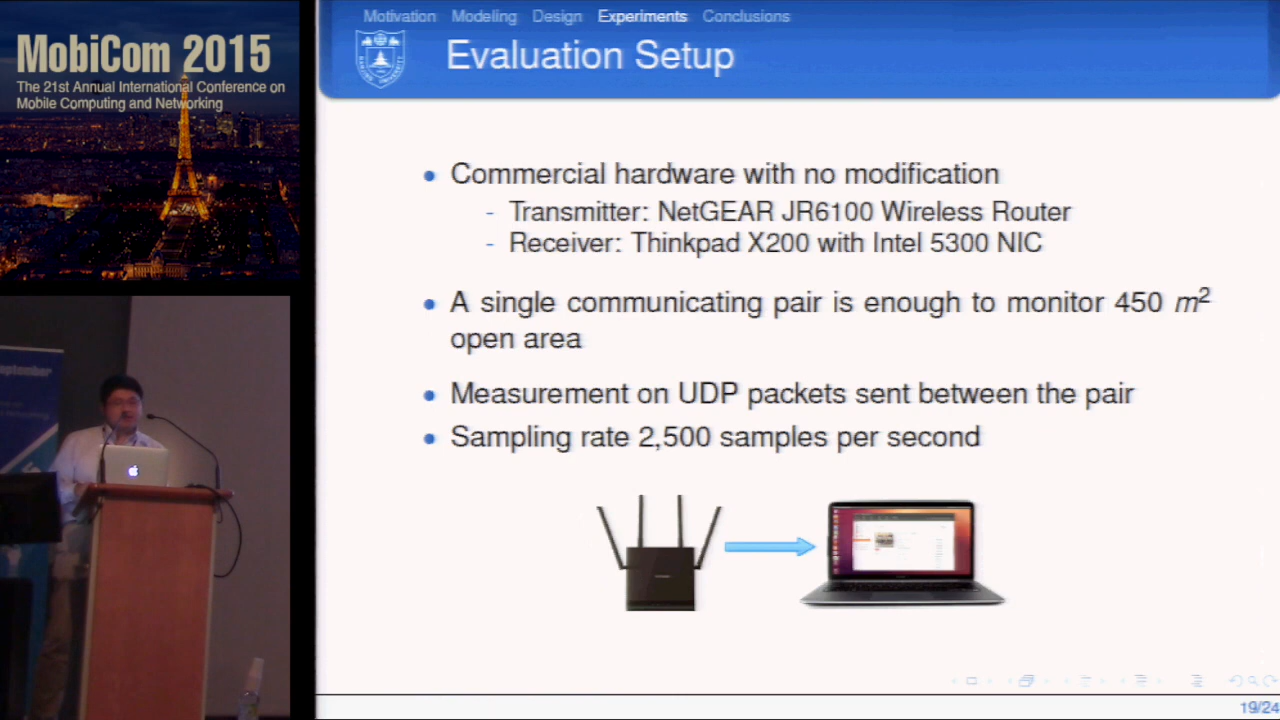 MobiCom 2015
The 21st Annual International Conference on
Mobile Computing and Networking
Motivation Modeling Design Experiments Conclusions
Evaluation Setup
Commercial hardware with no modification
- Transmitter: NetGEAR JR6100 Wireless Router
- Receiver: Thinkpad X200 with Intel 5300 NIC
A single communicating pair is enough to monitor 450 m²
open area
Measurement on UDP packets sent between the pair
Sampling rate 2,500 samples per second
19/24